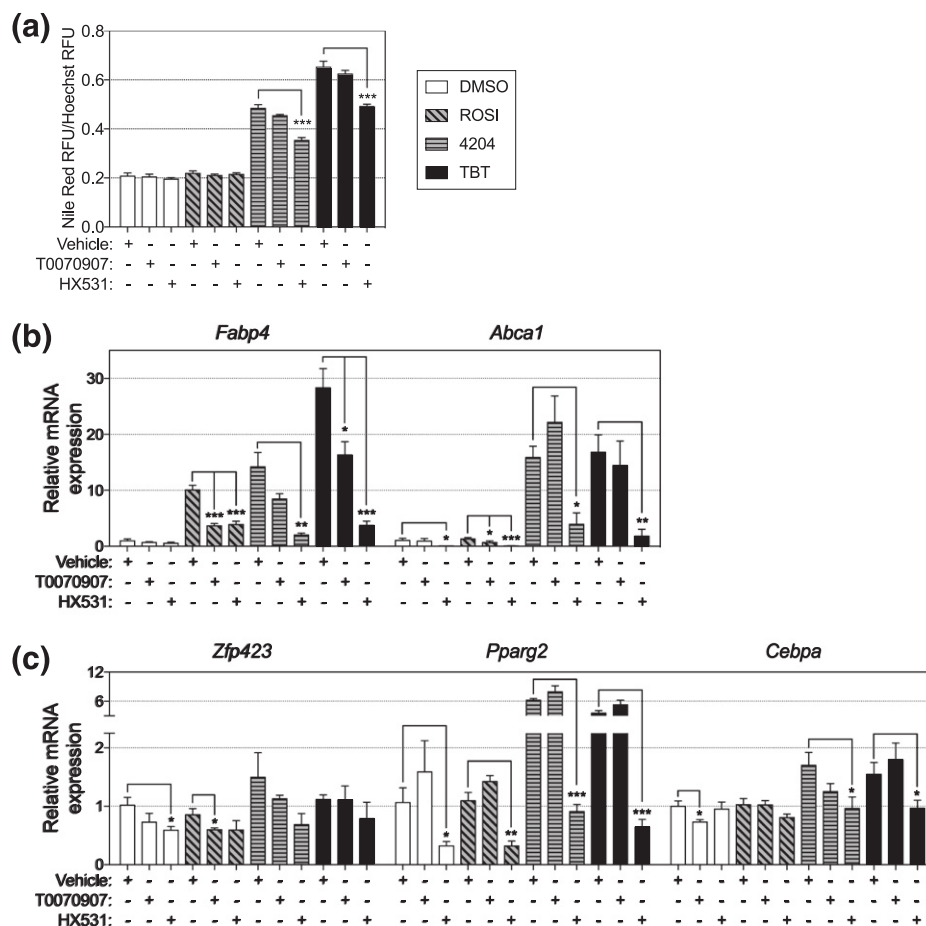 (a)
Nile Red RFU/Hoechst RFU
0.8
0.6
0.4
0.2
0.0
*** ***
DMSO
ROSI
4204
TBT
Vehicle: + - - + - - + - - + - -
T0070907: - + - - + - - + - - + -
HX531: - - + - - + - - + - - +
(b)
Fabp4 Abca1
Relative mRNA
expression
30
20
10
0
*** *** ** * *** * * *** * **
Vehicle: + - - + - - + - - + - - + - - + - - + - - + - -
T0070907: - + - - + - - + - - + - - + - - + - - + - - + -
HX531: - - + - - + - - + - - + - - + - - + - - + - - +
(c)
Zfp423 Pparg2 Cebpa
Relative mRNA
expression
12
6
2
1
0
* * * ** *** *** * * *
Vehicle: + - - + - - + - - + - - + - - + - - + - - + - - + - - + - - + - - + - -
T0070907: - + - - + - - + - - + - - + - - + - - + - - + - - + - - + - - + - - + -
HX531: - - + - - + - - + - - + - - + - - + - - + - - + - - + - - + - - + - - +